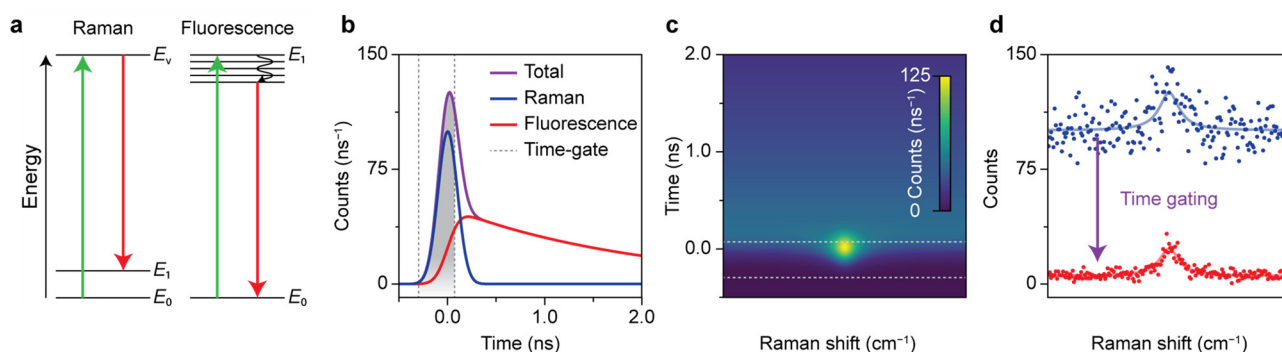 a
Raman
Fluorescence
Energy
Eᵥ
E₁
E₀
E₁
E₀
b
150
75
0
Counts (ns⁻¹)
Total
Raman
Fluorescence
Time-gate
0.0
1.0
2.0
Time (ns)
c
2.0
1.0
0.0
Time (ns)
125
0
Counts (ns⁻¹)
Raman shift (cm⁻¹)
d
150
75
0
Counts
Time gating
Raman shift (cm⁻¹)